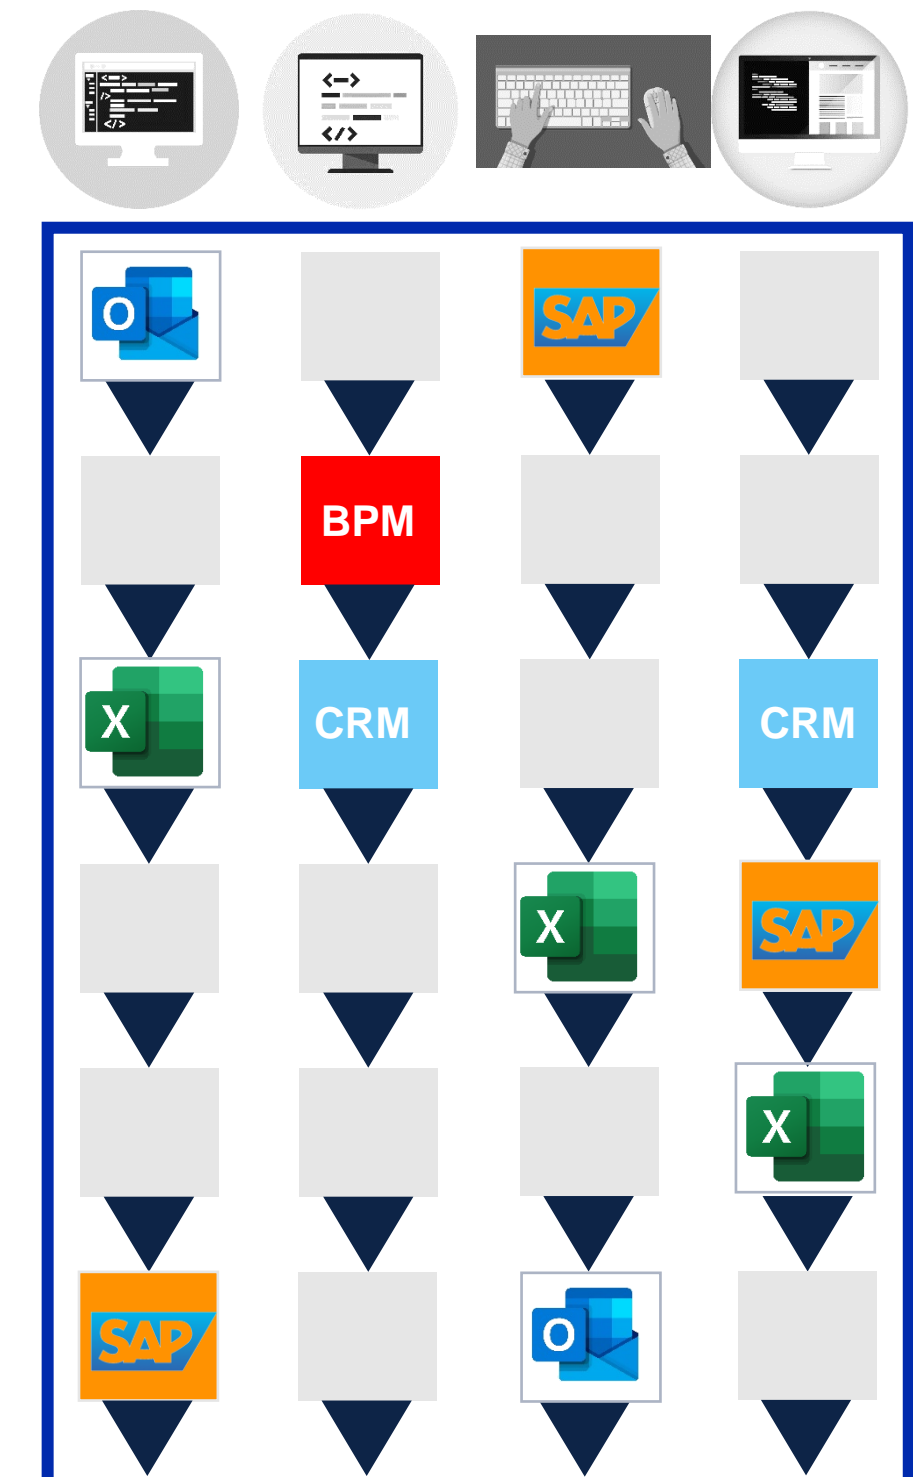 <-->
/>
</>
<-->
</>
O
SAP
BPM
X
CRM
CRM
X
SAP
X
SAP
O